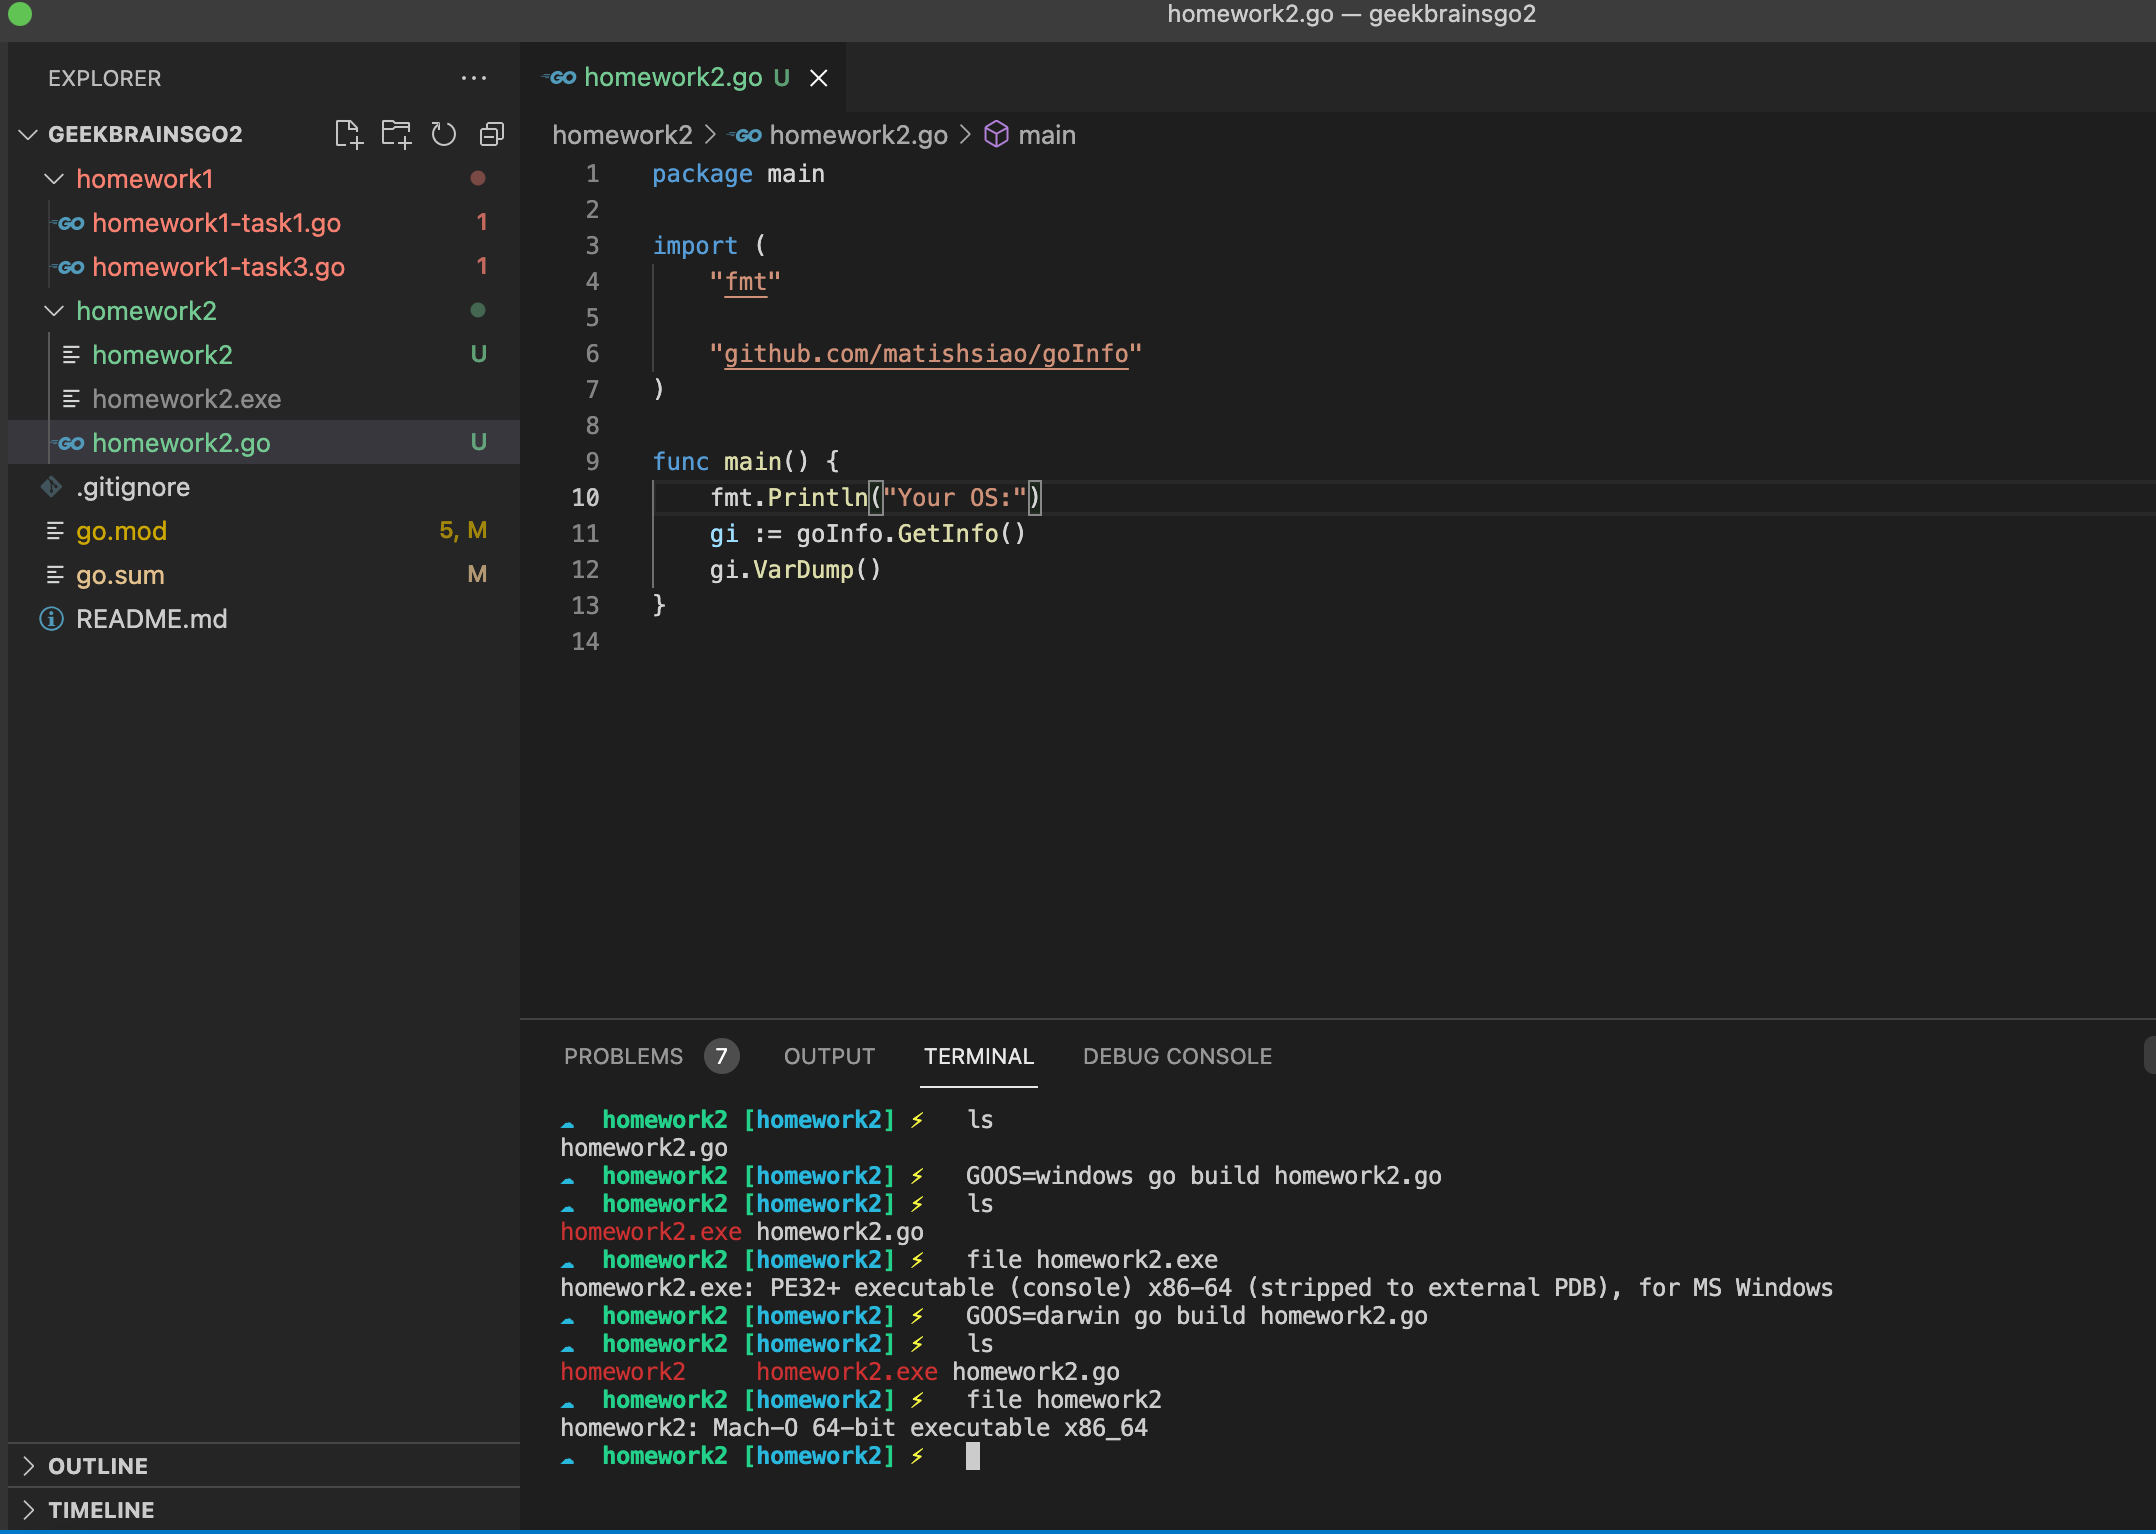 homework2.go — geekbrainsgo2
EXPLORER
GEEKBRAINSGO2
homework1
GO homework1-task1.go 1
GO homework1-task3.go 1
homework2
homework2 U
homework2.exe
GO homework2.go U
.gitignore
go.mod 5, M
go.sum M
README.md
OUTLINE
TIMELINE
GO homework2.go U
homework2 > GO homework2.go > main
1 package main
2
3 import (
4 "fmt"
5
6 "github.com/matishsiao/goInfo"
7 )
8
9 func main() {
10 fmt.Println("Your OS:")
11 gi := goInfo.GetInfo()
12 gi.VarDump()
13 }
14
PROBLEMS 7 OUTPUT TERMINAL DEBUG CONSOLE
homework2 [homework2] ⚡ ls
homework2.go
homework2 [homework2] ⚡ GOOS=windows go build homework2.go
homework2 [homework2] ⚡ ls
homework2.exe homework2.go
homework2 [homework2] ⚡ file homework2.exe
homework2.exe: PE32+ executable (console) x86-64 (stripped to external PDB), for MS Windows
homework2 [homework2] ⚡ GOOS=darwin go build homework2.go
homework2 [homework2] ⚡ ls
homework2 homework2.exe homework2.go
homework2 [homework2] ⚡ file homework2
homework2: Mach-O 64-bit executable x86_64
homework2 [homework2] ⚡